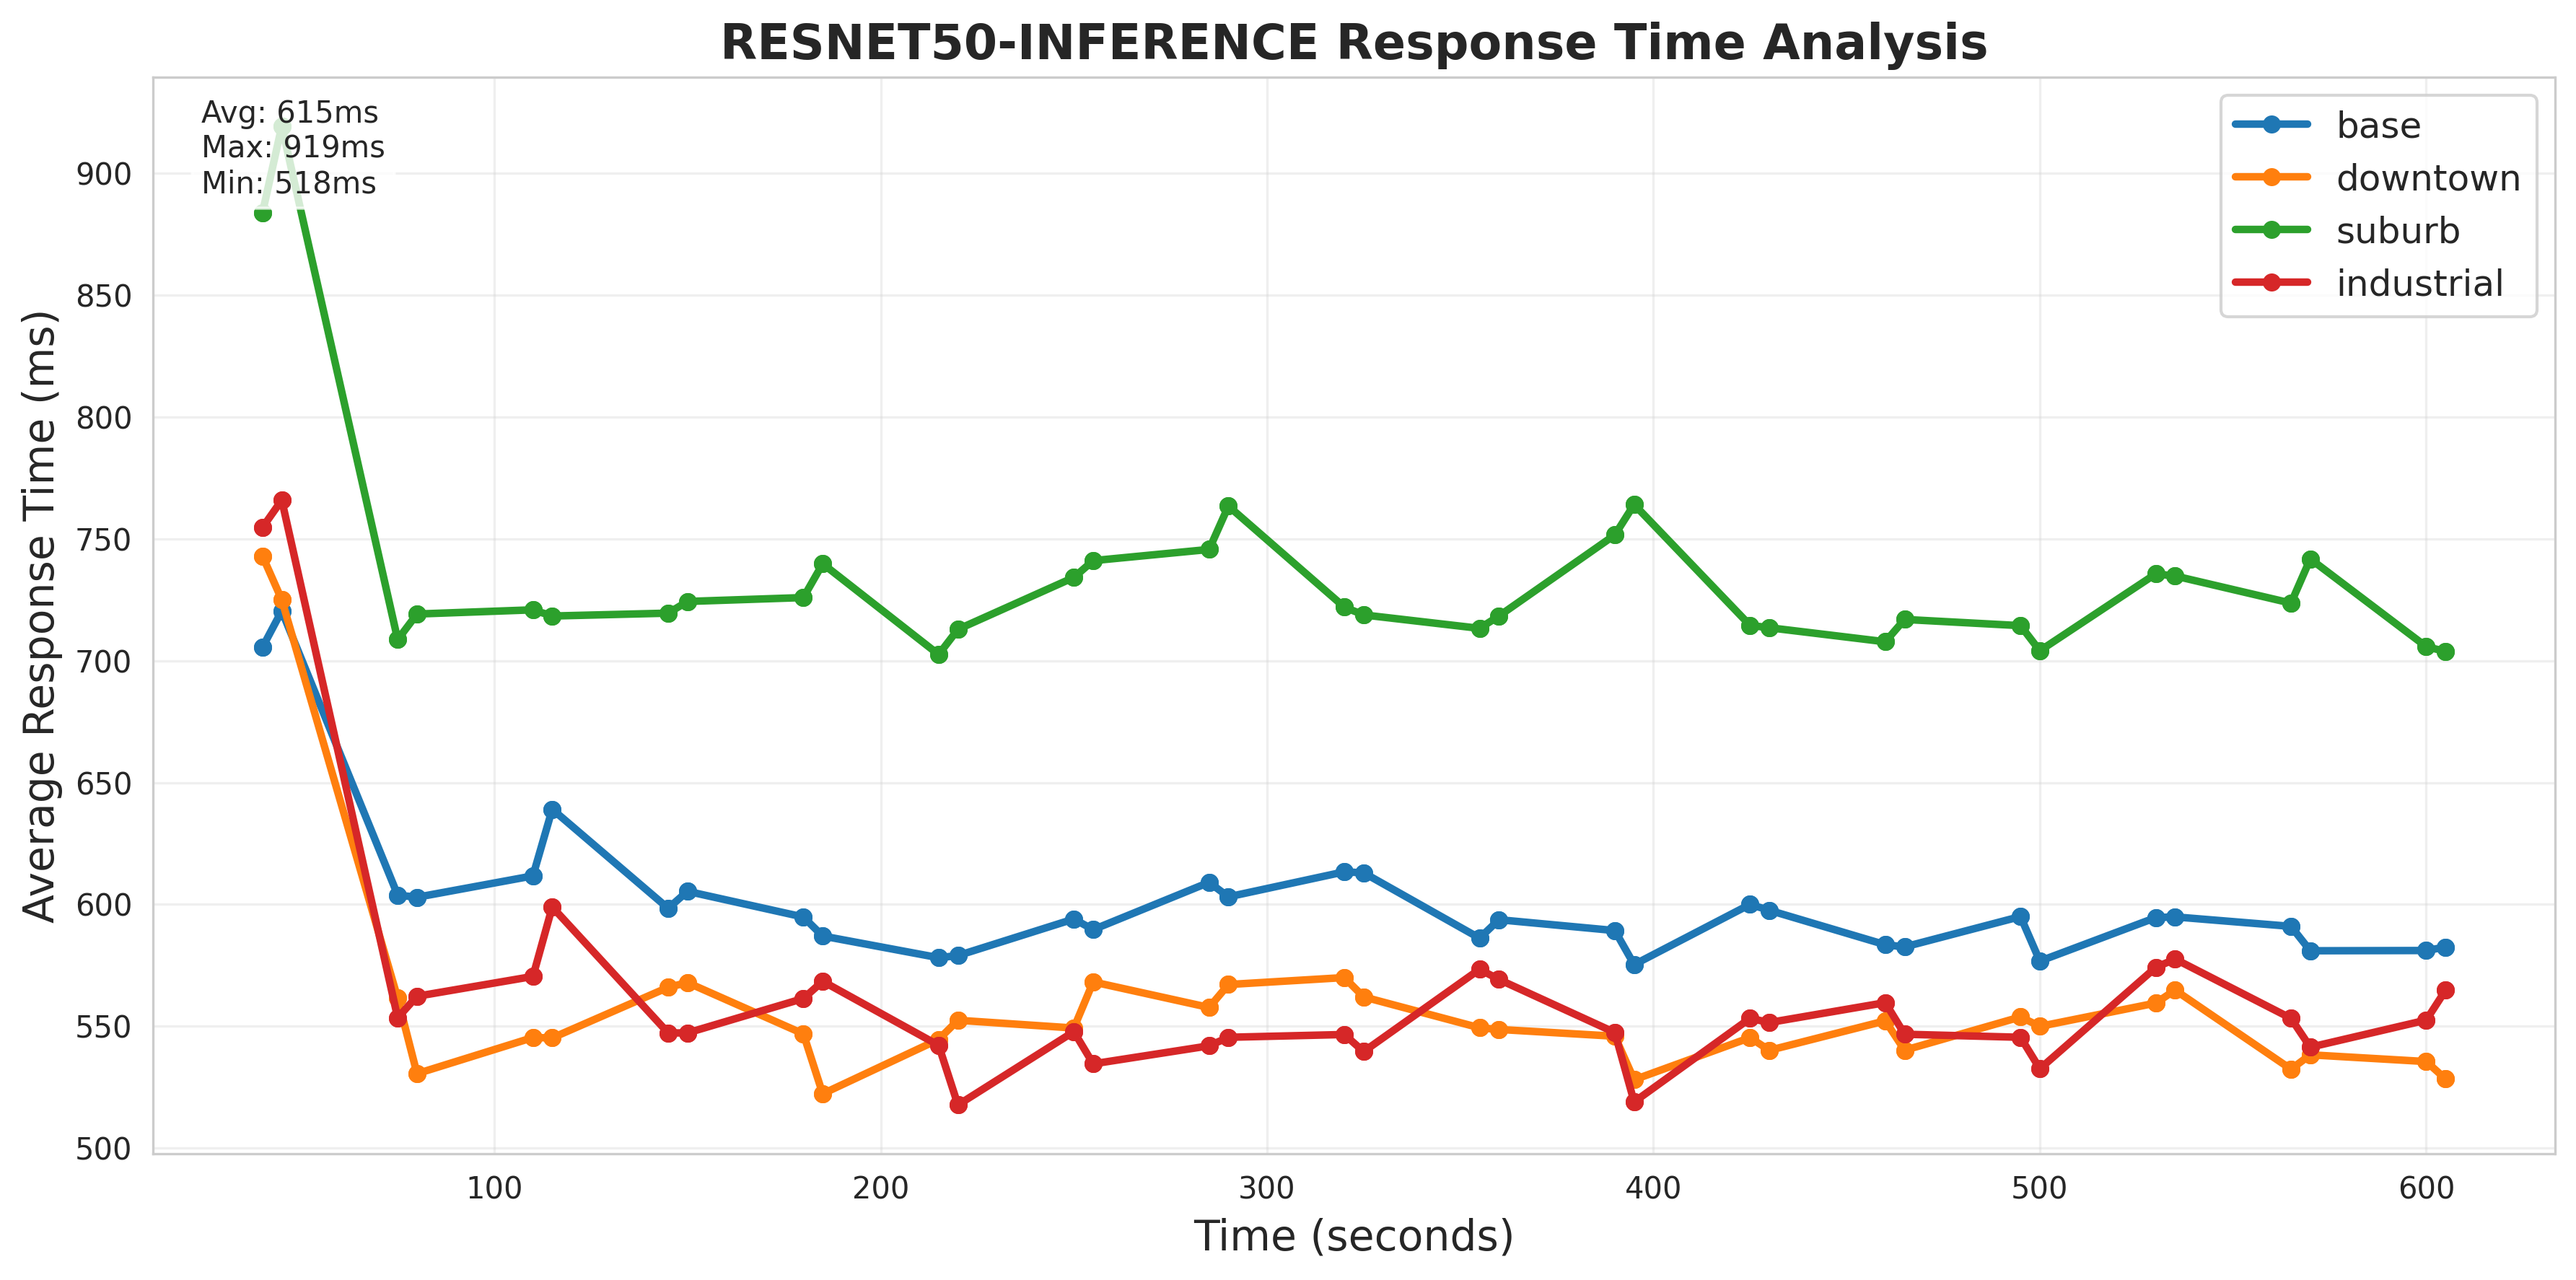 RESNET50-INFERENCE Response Time Analysis
Avg: 615ms
Max: 919ms
Min: 518ms
base
downtown
suburb
industrial
Average Response Time (ms)
900
850
800
750
700
650
600
550
500
100 200 300 400 500 600
Time (seconds)